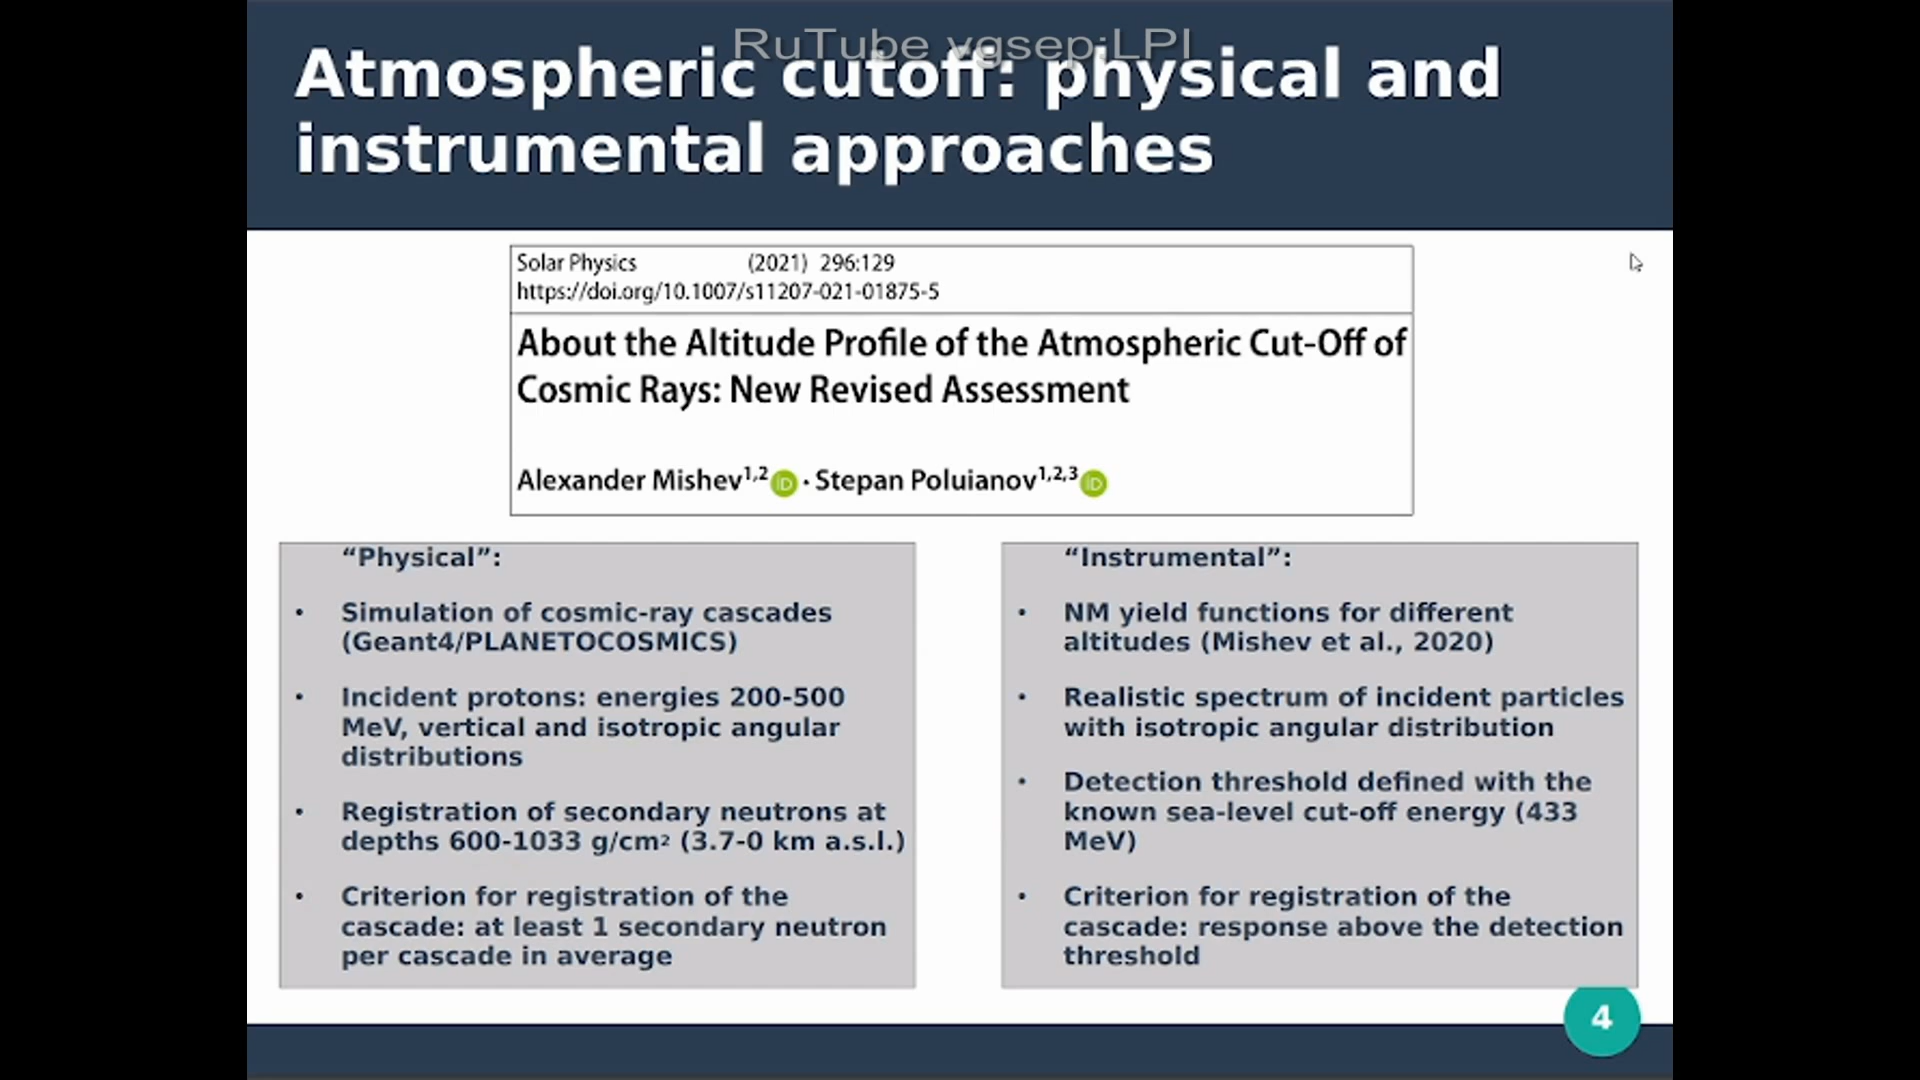 RuTube vgsep;LPI
Atmospheric cutoff: physical and
instrumental approaches
Solar Physics (2021) 296:129
https://doi.org/10.1007/s11207-021-01875-5
About the Altitude Profile of the Atmospheric Cut-Off of
Cosmic Rays: New Revised Assessment
Alexander Mishev1,2 iD · Stepan Poluianov1,2,3 iD
“Physical”:
• Simulation of cosmic-ray cascades
(Geant4/PLANETOCOSMICS)
• Incident protons: energies 200-500
MeV, vertical and isotropic angular
distributions
• Registration of secondary neutrons at
depths 600-1033 g/cm2 (3.7-0 km a.s.l.)
• Criterion for registration of the
cascade: at least 1 secondary neutron
per cascade in average
“Instrumental”:
• NM yield functions for different
altitudes (Mishev et al., 2020)
• Realistic spectrum of incident particles
with isotropic angular distribution
• Detection threshold defined with the
known sea-level cut-off energy (433
MeV)
• Criterion for registration of the
cascade: response above the detection
threshold
4